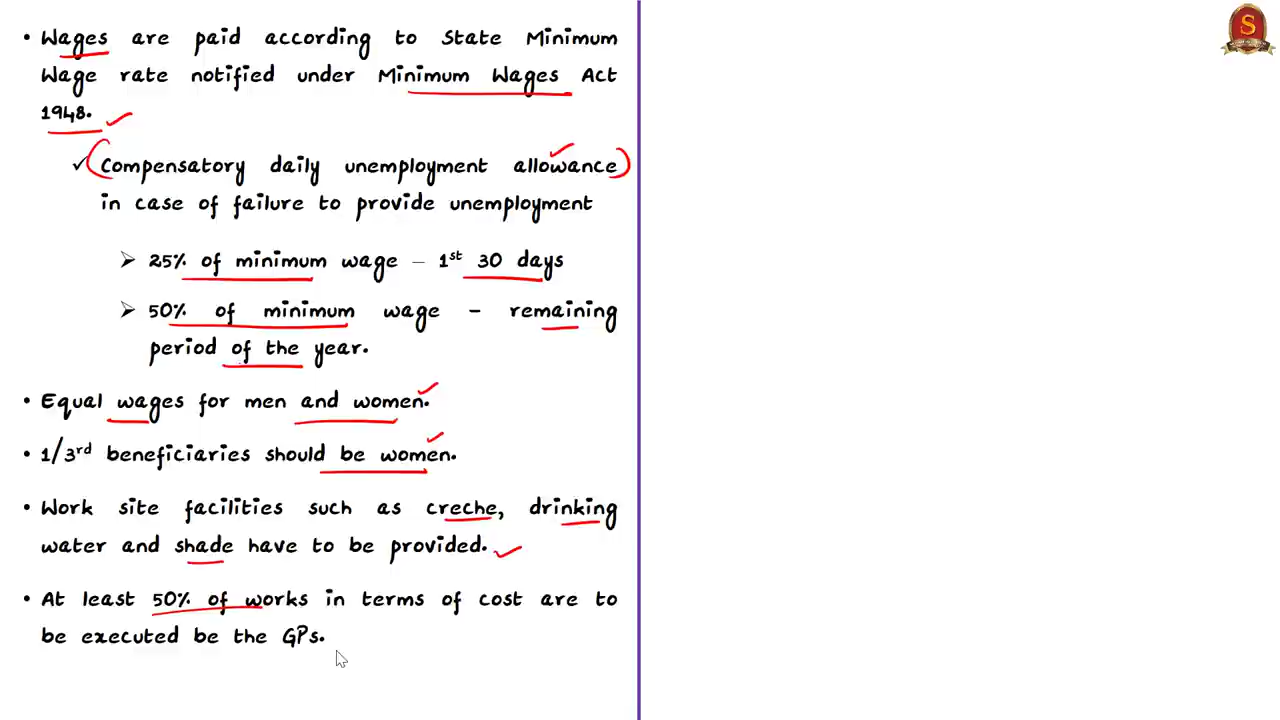 • Wages are paid according to State Minimum
Wage rate notified under Minimum Wages Act
1948.
✓ Compensatory daily unemployment allowance
in case of failure to provide unemployment
➢ 25% of minimum wage – 1st 30 days
➢ 50% of minimum wage - remaining
period of the year.
• Equal wages for men and women.
• 1/3rd beneficiaries should be women.
• Work site facilities such as creche, drinking
water and shade have to be provided.
• At least 50% of works in terms of cost are to
be executed be the GPs.
S